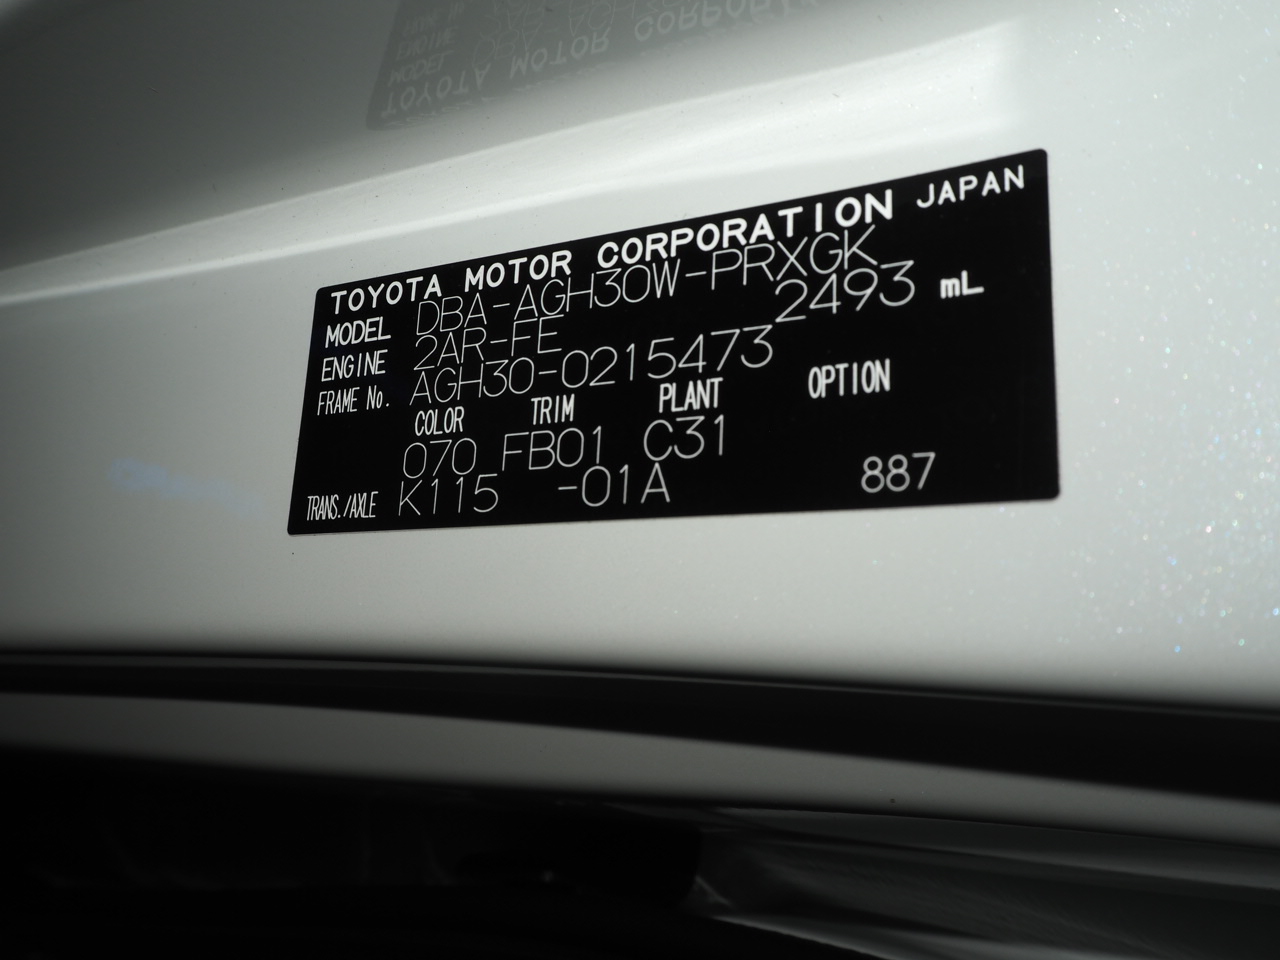 TOYOTA MOTOR CORPORATION JAPAN
MODEL DBA-AGH30W-PRXGK
ENGINE 2AR-FE 2493 mL
FRAME No. AGH30-0215473
COLOR TRIM PLANT OPTION
070 FB01 C31
TRANS./AXLE K115 -01A 887